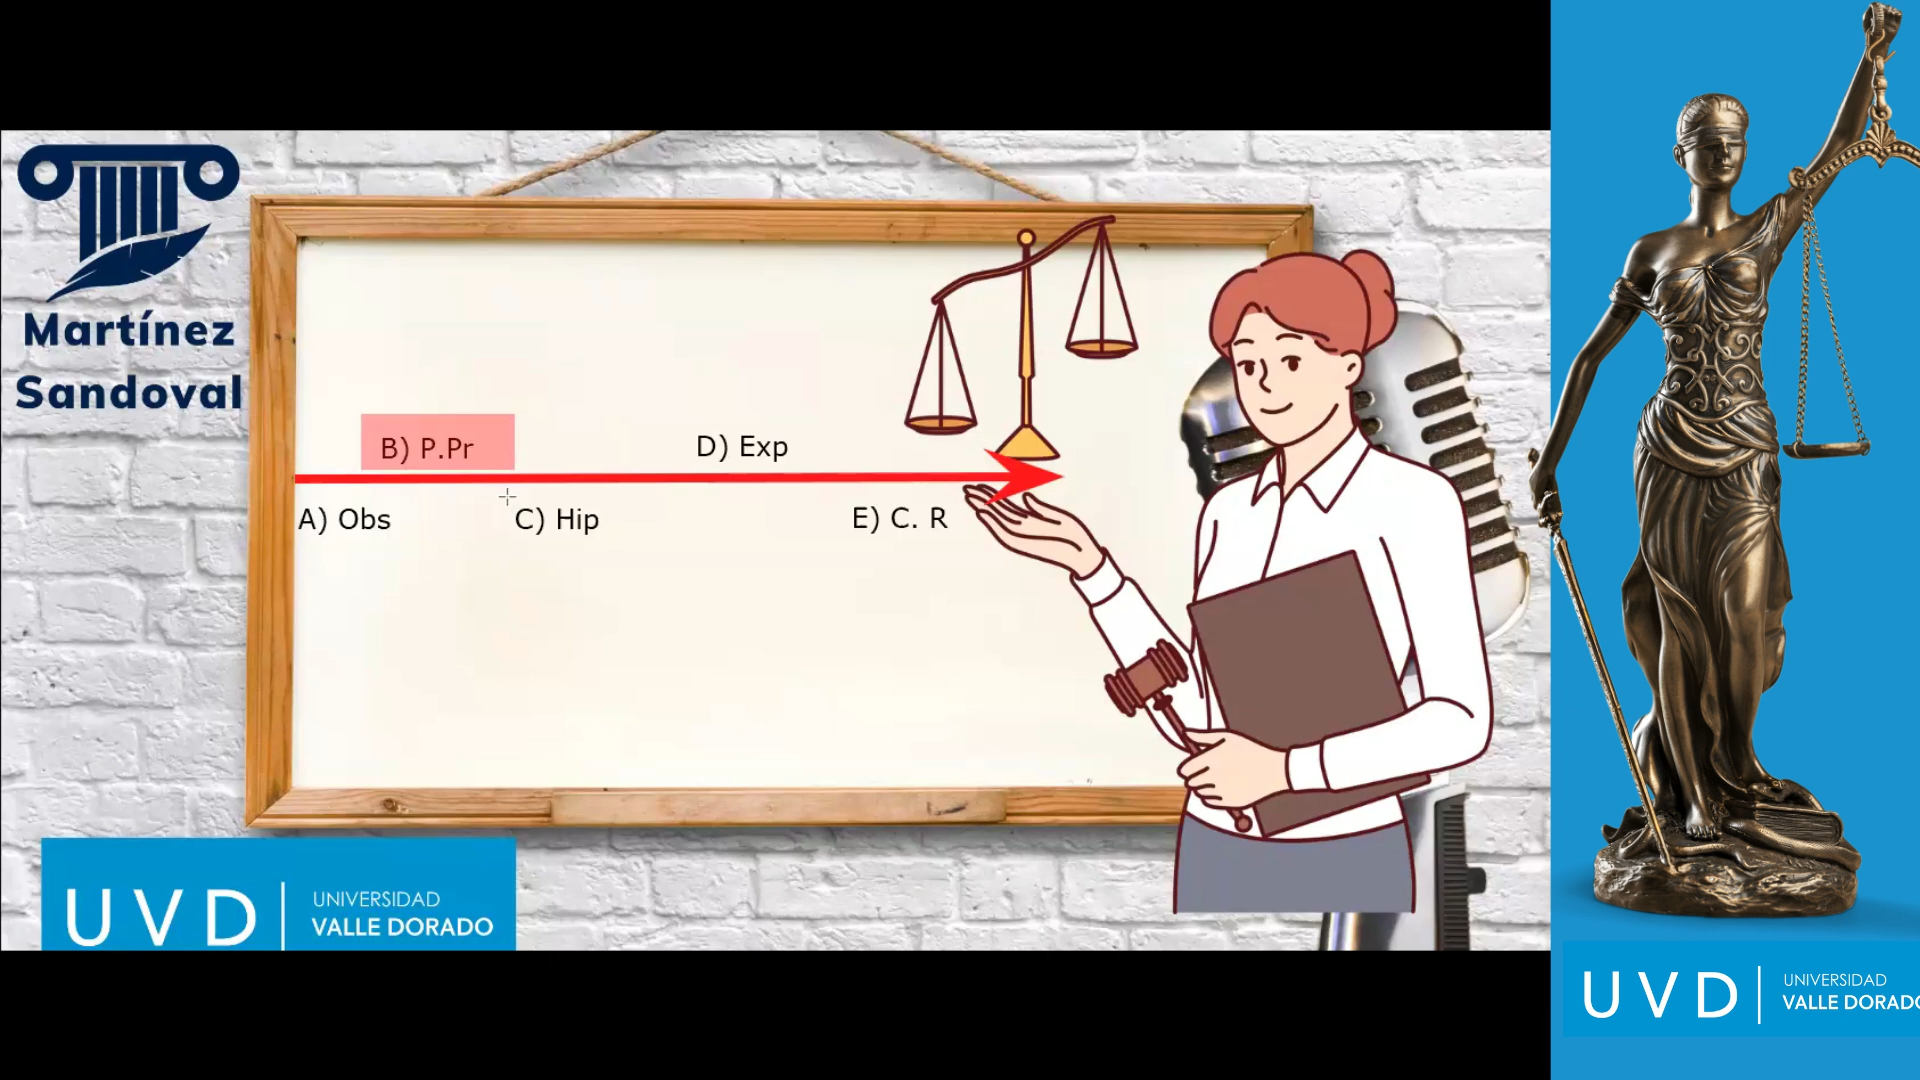 Martínez
Sandoval
B) P.Pr
D) Exp
A) Obs
C) Hip
E) C. R
UVD
UNIVERSIDAD
VALLE DORADO
UVD
UNIVERSIDAD
VALLE DORADO